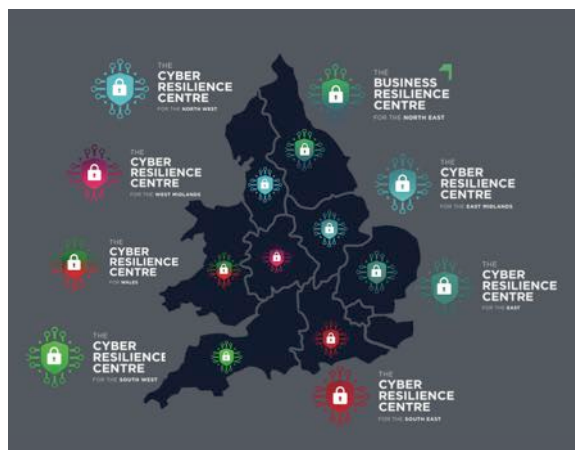 THE
CYBER
RESILIENCE
CENTRE
FOR THE NORTH WEST
THE
BUSINESS
RESILIENCE
CENTRE
FOR THE NORTH EAST
THE
CYBER
RESILIENCE
CENTRE
FOR THE WEST MIDLANDS
THE
CYBER
RESILIENCE
CENTRE
FOR THE EAST MIDLANDS
THE
CYBER
RESILIENCE
CENTRE
FOR WALES
THE
CYBER
RESILIENCE
CENTRE
FOR THE EAST
THE
CYBER
RESILIENCE
CENTRE
FOR THE SOUTH WEST
THE
CYBER
RESILIENCE
CENTRE
FOR THE SOUTH EAST